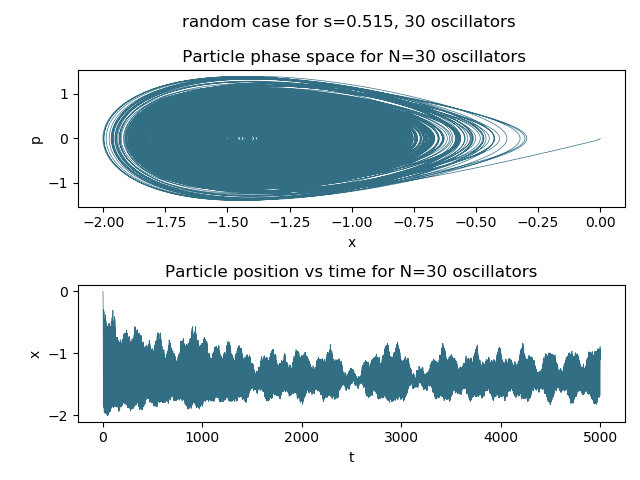 random case for s=0.515, 30 oscillators
Particle phase space for N=30 oscillators
1
0
−1
p
−2.00 −1.75 −1.50 −1.25 −1.00 −0.75 −0.50 −0.25 0.00
x
Particle position vs time for N=30 oscillators
0
−1
−2
x
0 1000 2000 3000 4000 5000
t